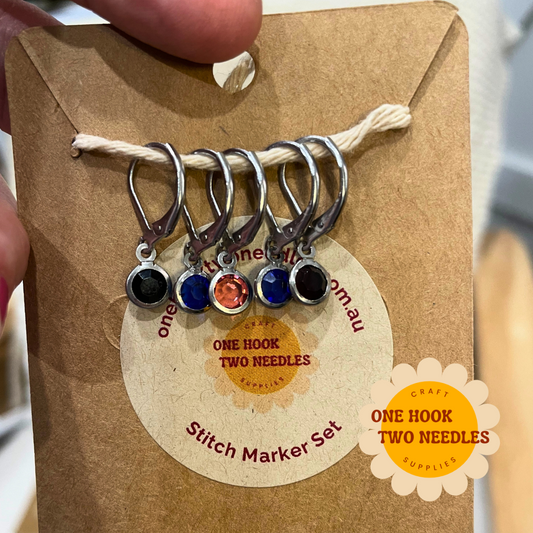 CRAFT
ONE HOOK
TWO NEEDLES
SUPPLIES
Stitch Marker Set
CRAFT
ONE HOOK
TWO NEEDLES
SUPPLIES